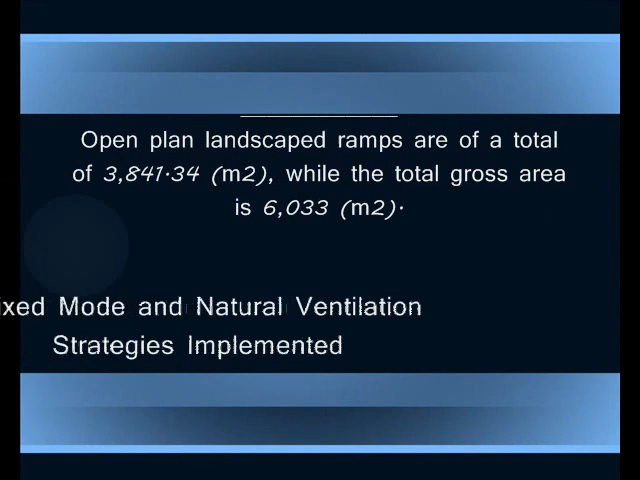 Open plan landscaped ramps are of a total
of 3,841·34 (m2), while the total gross area
is 6,033 (m2)·
ixed Mode and Natural Ventilation
Strategies Implemented